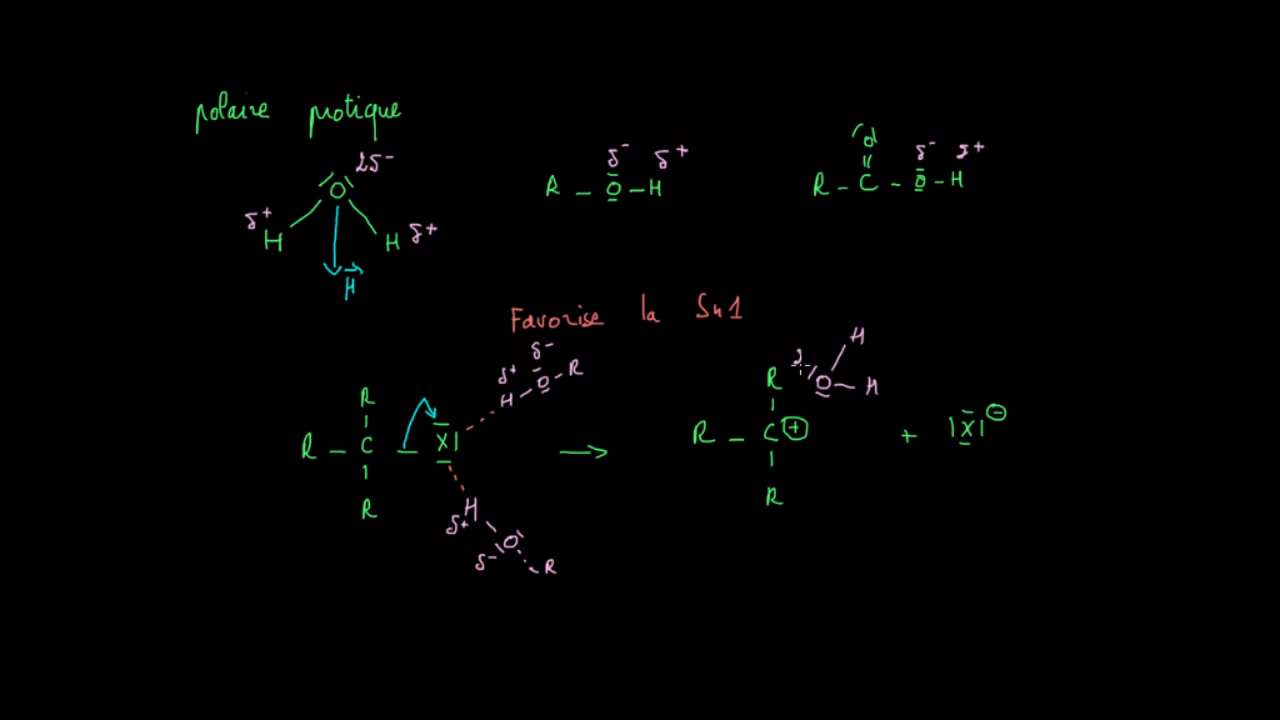 polaire protique
2δ⁻
O
δ⁺ H H δ⁺
μ⃗
δ⁻ δ⁺
R - O - H
O
||
δ⁻ δ⁺
R - C - O - H
Favorise la SN1
δ⁻
δ⁺ O - R
H
R
R - C - X|
R
H
δ⁺
O
δ⁻ R
→
H
O - H
R
R - C ⊕
R
+ |X|⊖